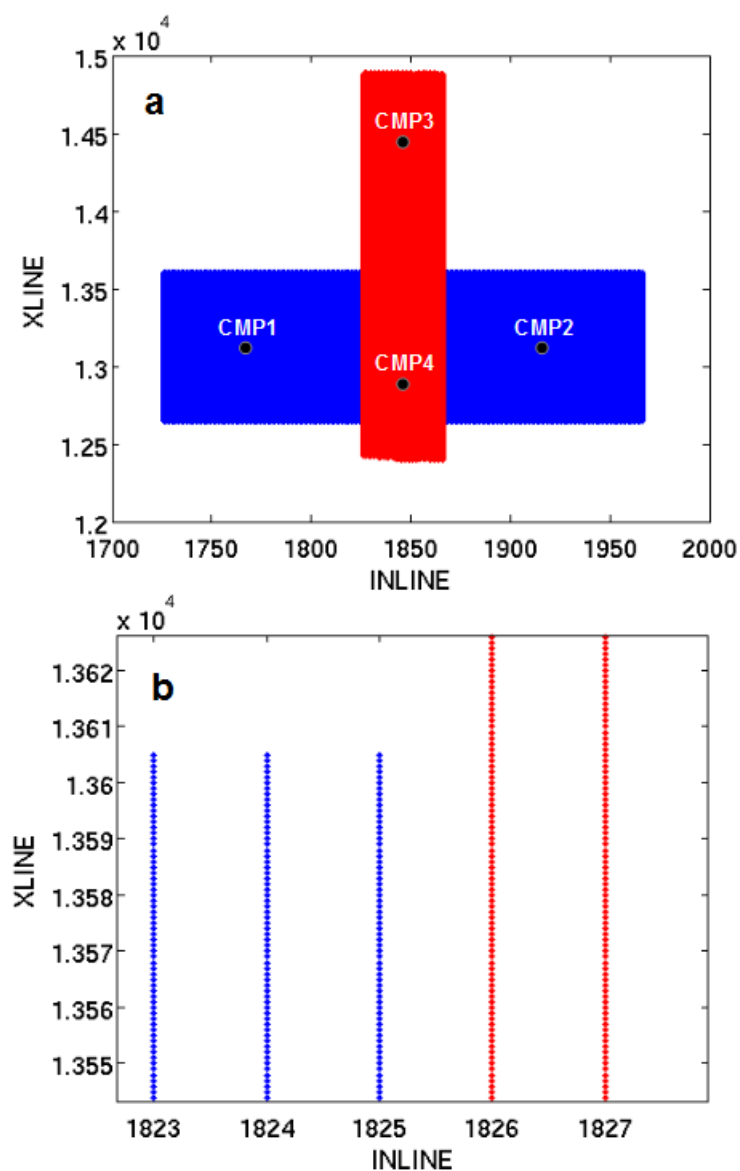 x 10^4
a
1.5
1.45
1.4
1.35
1.3
1.25
1.2
XLINE
CMP3
CMP1
CMP2
CMP4
1700 1750 1800 1850 1900 1950 2000
INLINE
x 10^4
b
1.362
1.361
1.36
1.359
1.358
1.357
1.356
1.355
XLINE
1823 1824 1825 1826 1827
INLINE